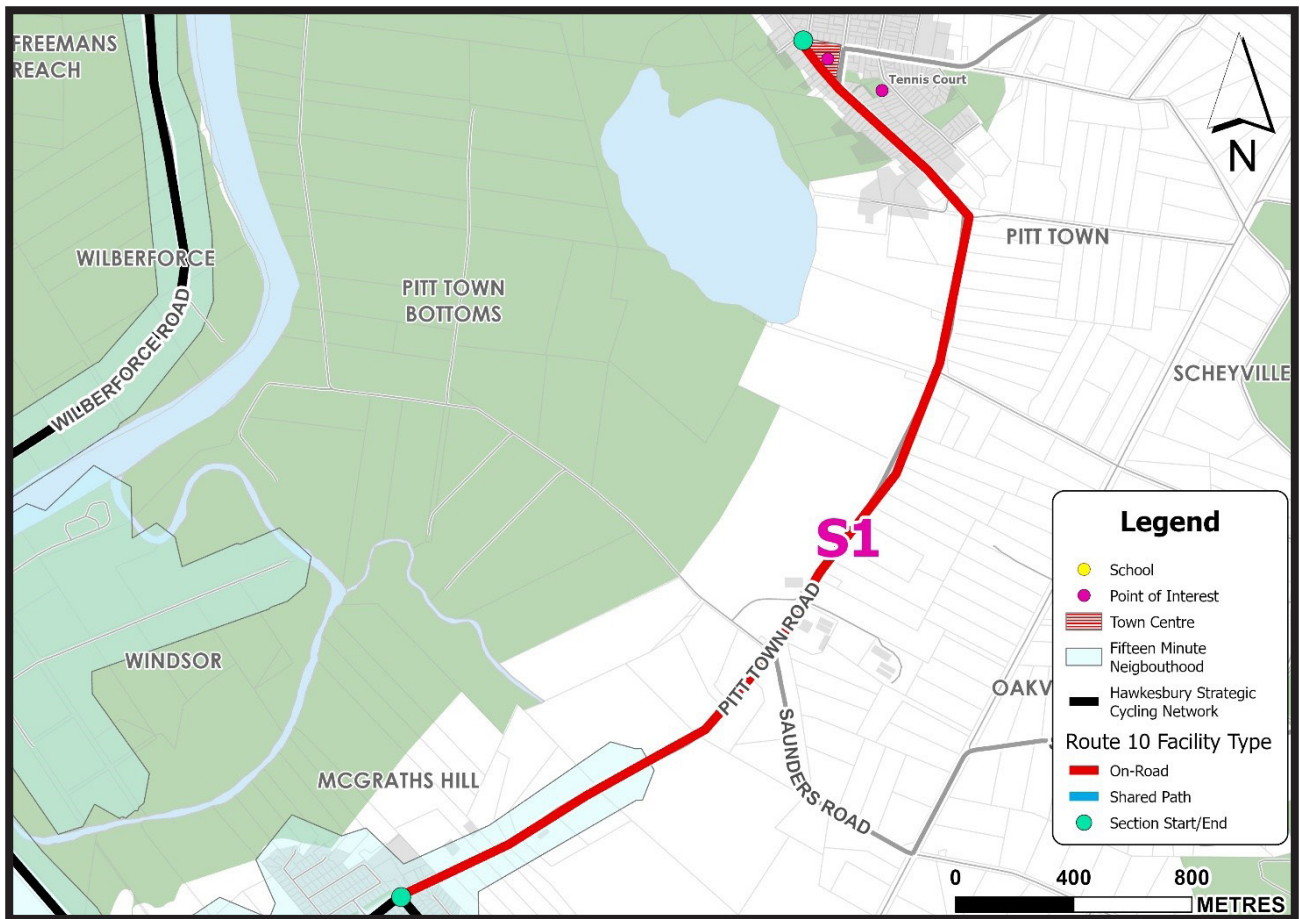 FREEMANS
REACH
Tennis Court
N
WILBERFORCE
WILBERFORCE ROAD
PITT TOWN
BOTTOMS
PITT TOWN
SCHEYVILLE
S1
PITT TOWN ROAD
WINDSOR
SAUNDERS ROAD
OAKV
S
MCGRATHS HILL
Legend
School
Point of Interest
Town Centre
Fifteen Minute
Neigbouthood
Hawkesbury Strategic
Cycling Network
Route 10 Facility Type
On-Road
Shared Path
Section Start/End
0 400 800
METRES